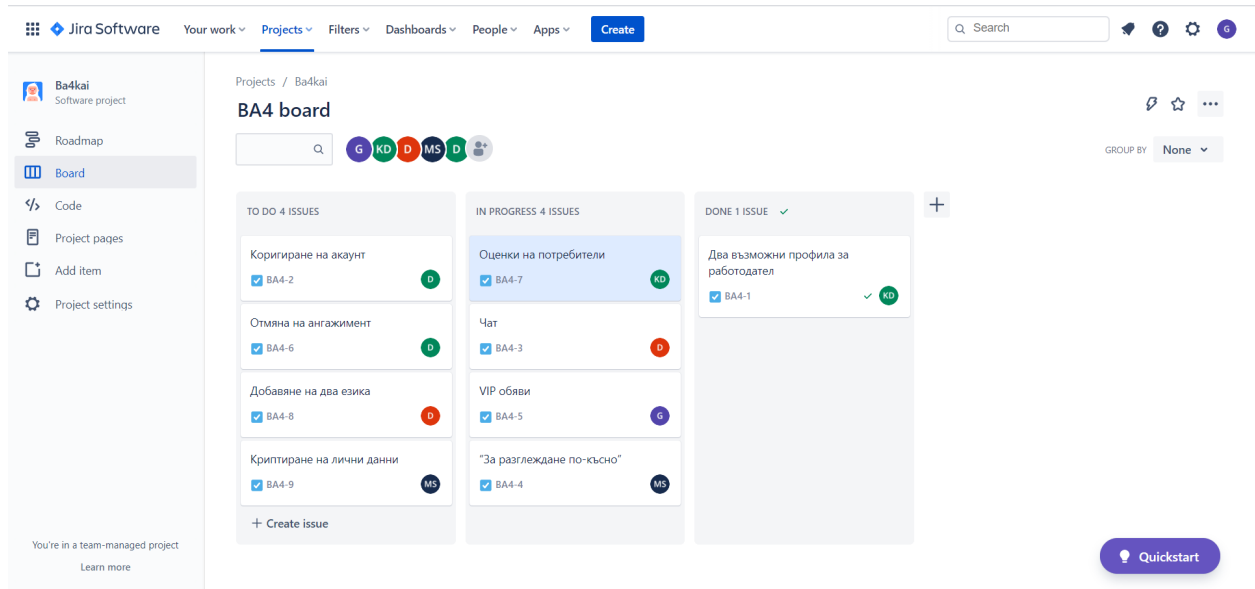 Jira Software Your work Projects Filters Dashboards People Apps Create Search G
Ba4kai
Software project
Roadmap
Board
Code
Project pages
Add item
Project settings
You're in a team-managed project
Learn more
Projects / Ba4kai
BA4 board
G KD D MS D
GROUP BY None
TO DO 4 ISSUES
Коригиране на акаунт
BA4-2 D
Отмяна на ангажимент
BA4-6 D
Добавяне на два езика
BA4-8 D
Криптиране на лични данни
BA4-9 MS
+ Create issue
IN PROGRESS 4 ISSUES
Оценки на потребители
BA4-7 KD
Чат
BA4-3 D
VIP обяви
BA4-5 G
“За разглеждане по-късно”
BA4-4 MS
DONE 1 ISSUE
Два възможни профила за
работодател
BA4-1 KD
Quickstart